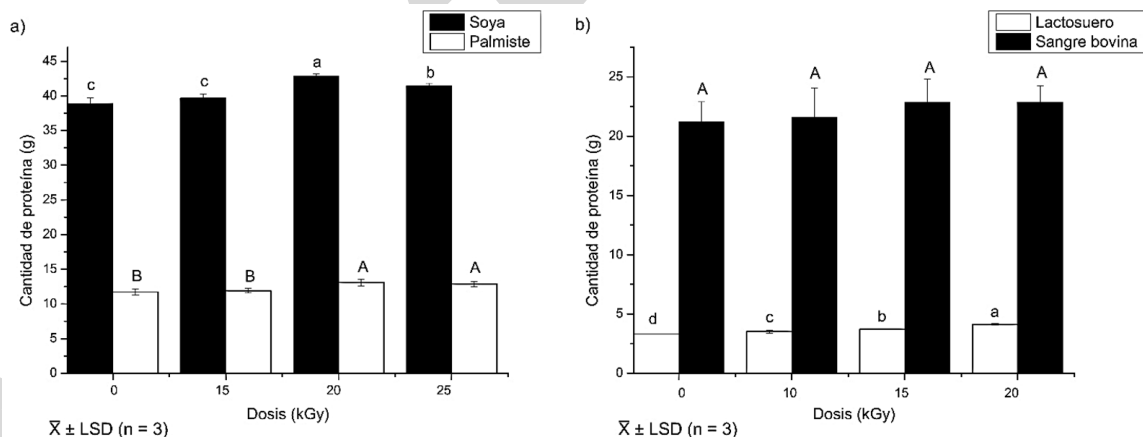 a)
Soya
Palmiste
Cantidad de proteína (g)
45
40
35
30
25
20
15
10
5
0
c
c
a
b
B
B
A
A
0
15
20
25
Dosis (kGy)
X̅ ± LSD (n = 3)
b)
Lactosuero
Sangre bovina
Cantidad de proteína (g)
25
20
15
10
5
0
A
A
A
A
d
c
b
a
0
10
15
20
Dosis (kGy)
X̅ ± LSD (n = 3)